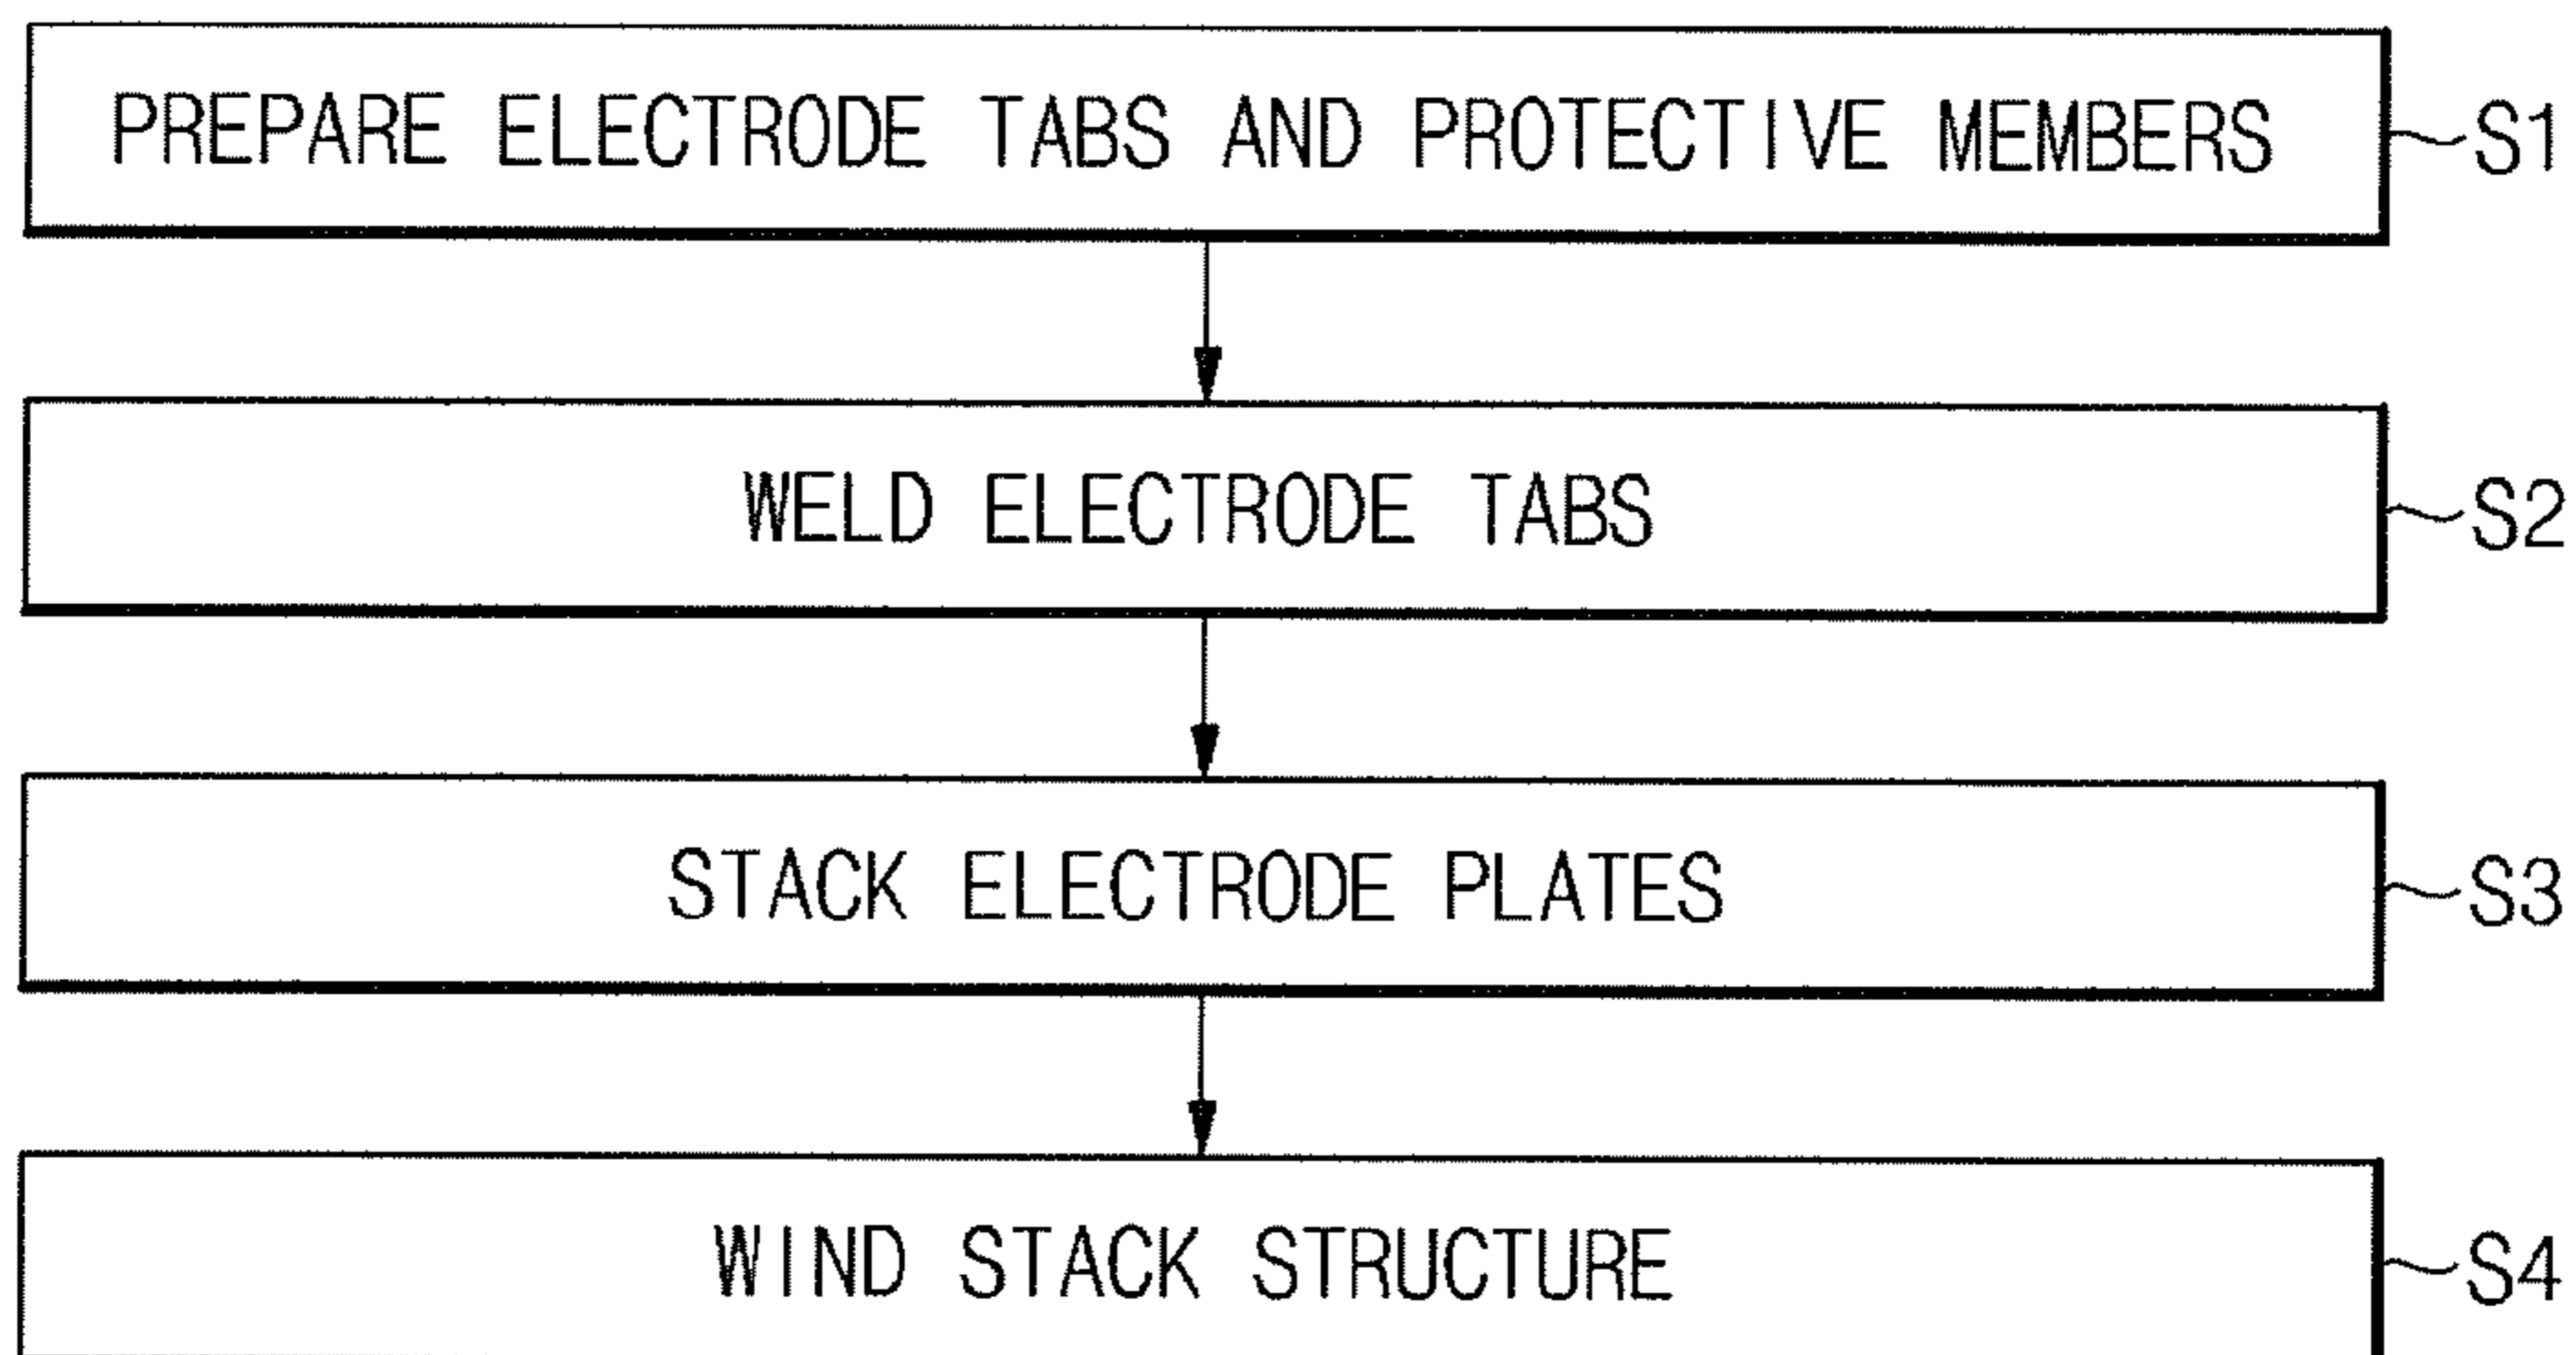 PREPARE ELECTRODE TABS AND PROTECTIVE MEMBERS S1
WELD ELECTRODE TABS S2
STACK ELECTRODE PLATES S3
WIND STACK STRUCTURE S4